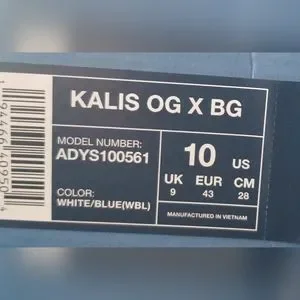 KALIS OG X BG
MODEL NUMBER:
ADYS100561
COLOR:
WHITE/BLUE(WBL)
10 US
UK EUR CM
9 43 28
MANUFACTURED IN VIETNAM